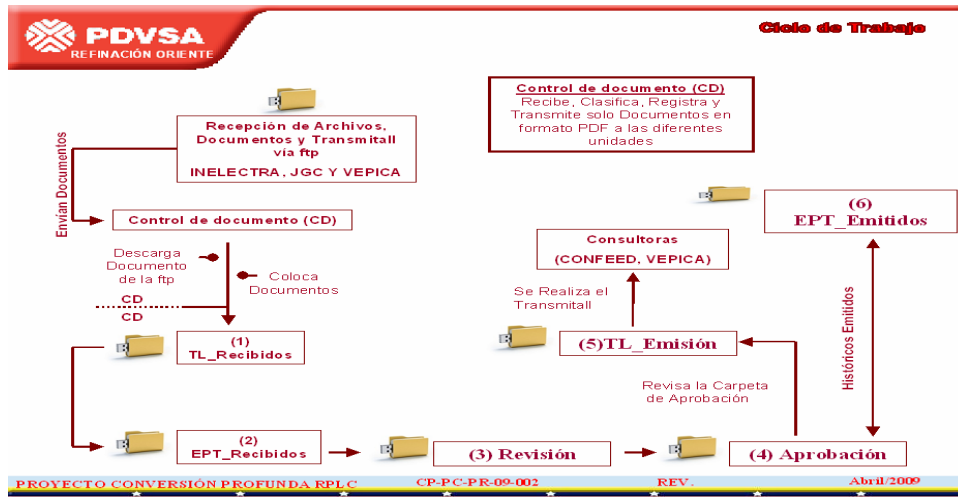 PDVSA
REFINACIÓN ORIENTE
Ciclo de Trabajo
Recepción de Archivos,
Documentos y Transmitall
vía ftp
INELECTRA, JGC Y VEPICA
Control de documento (CD)
Recibe, Clasifica, Registra y
Transmite solo Documentos en
formato PDF a las diferentes
unidades
Envían Documentos
Control de documento (CD)
Descarga
Documento
de la ftp
Coloca
Documentos
CD
CD
(1)
TL_Recibidos
(2)
EPT_Recibidos
(3) Revisión
(4) Aprobación
Revisa la Carpeta
de Aprobación
(5)TL_Emisión
Se Realiza el
Transmitall
Consultoras
(CONFEED, VEPICA)
(6)
EPT_Emitidos
Históricos Emitidos
PROYECTO CONVERSIÓN PROFUNDA RPLC CP-PC-PR-09-002 REV. Abril/2009